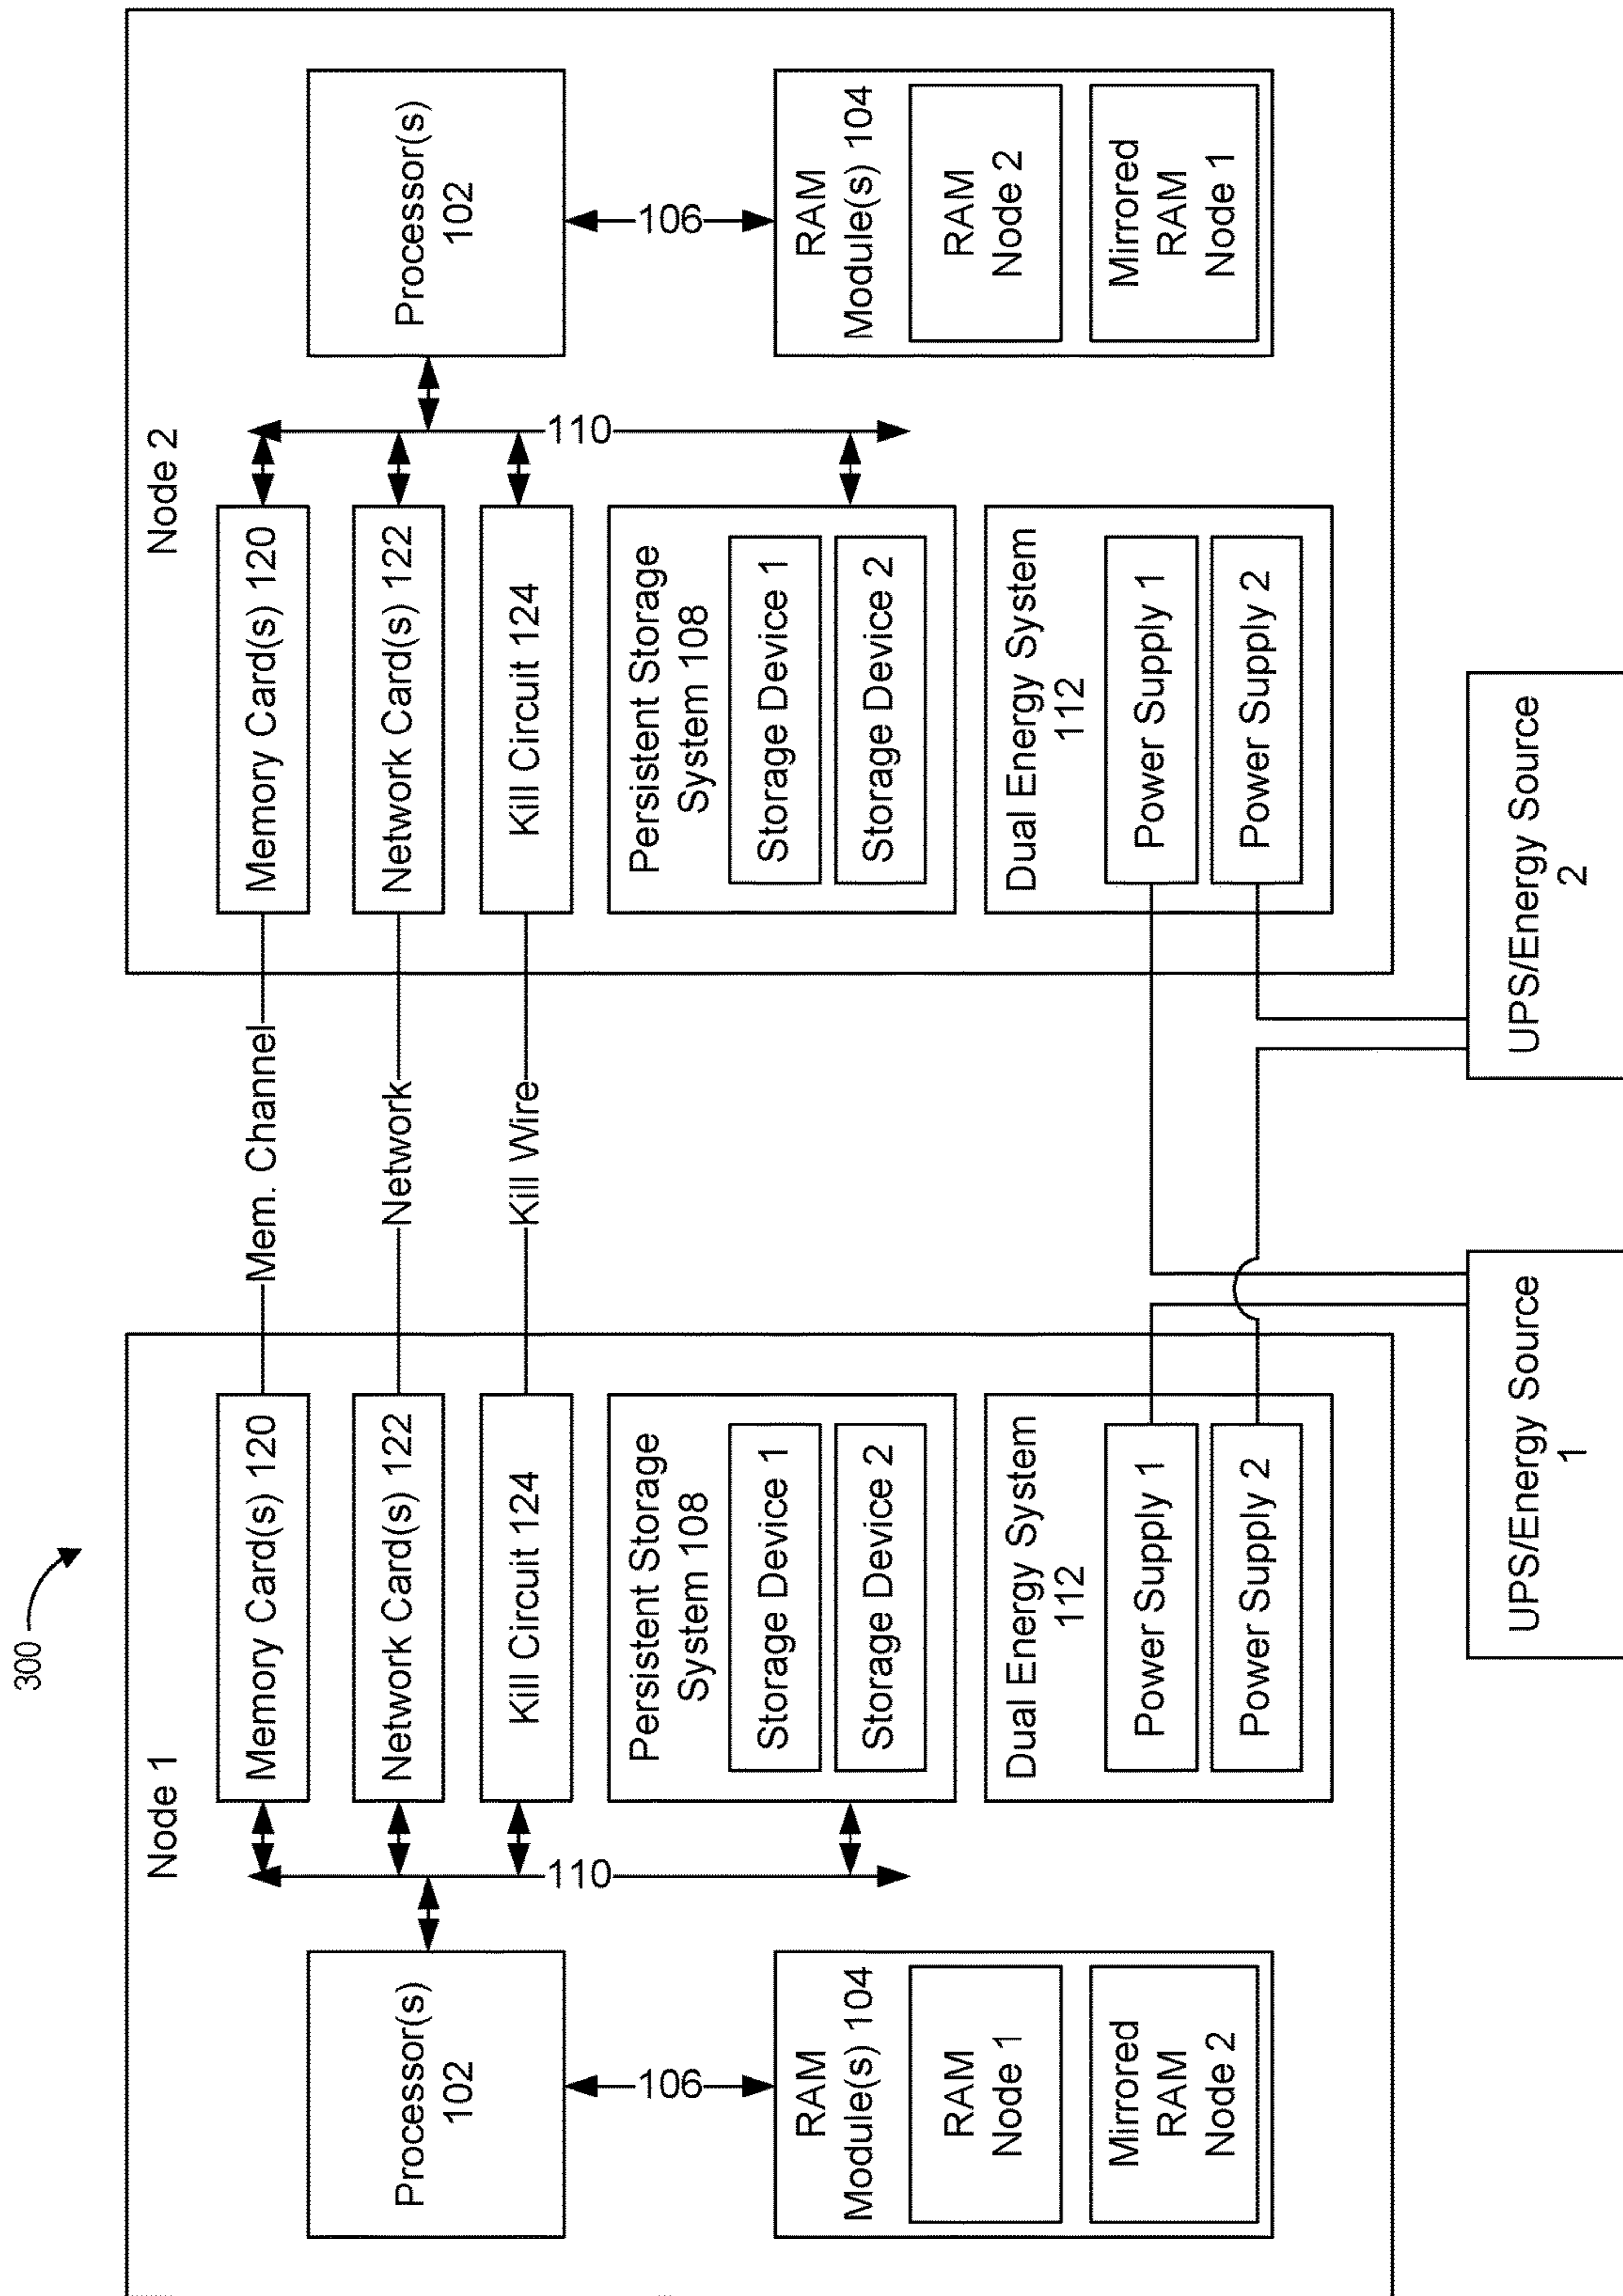 300
Node 1
Processor(s)
102
106
RAM
Module(s) 104
RAM
Node 1
Mirrored
RAM
Node 2
110
Memory Card(s) 120
Network Card(s) 122
Kill Circuit 124
Persistent Storage
System 108
Storage Device 1
Storage Device 2
Dual Energy System
112
Power Supply 1
Power Supply 2
Mem. Channel
Network
Kill Wire
Node 2
Memory Card(s) 120
Network Card(s) 122
Kill Circuit 124
Persistent Storage
System 108
Storage Device 1
Storage Device 2
Dual Energy System
112
Power Supply 1
Power Supply 2
110
Processor(s)
102
106
RAM
Module(s) 104
RAM
Node 2
Mirrored
RAM
Node 1
UPS/Energy Source
1
UPS/Energy Source
2